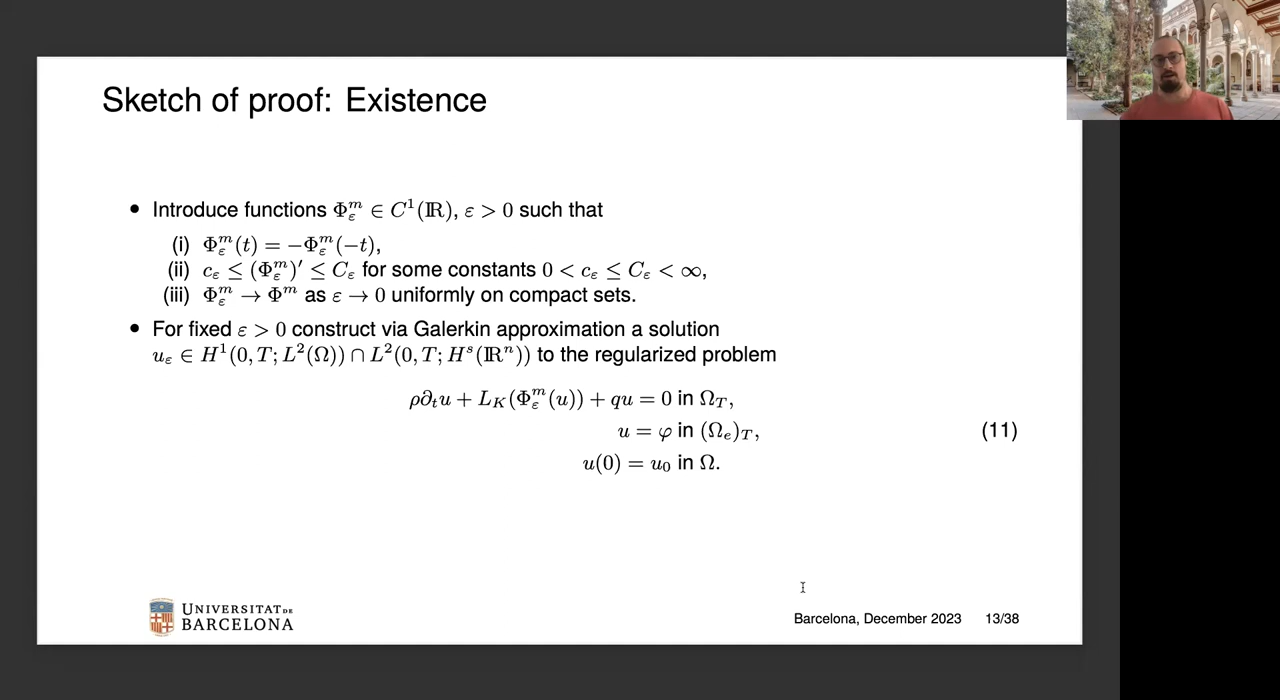 Sketch of proof: Existence
• Introduce functions Φ_ε^m ∈ C^1(ℝ), ε > 0 such that
(i) Φ_ε^m(t) = −Φ_ε^m(−t),
(ii) c_ε ≤ (Φ_ε^m)′ ≤ C_ε for some constants 0 < c_ε ≤ C_ε < ∞,
(iii) Φ_ε^m → Φ^m as ε → 0 uniformly on compact sets.
• For fixed ε > 0 construct via Galerkin approximation a solution
u_ε ∈ H^1(0, T; L^2(Ω)) ∩ L^2(0, T; H^s(ℝ^n)) to the regularized problem
ρ∂_t u + L_K(Φ_ε^m(u)) + qu = 0 in Ω_T,
u = φ in (Ω_e)_T,
(11)
u(0) = u_0 in Ω.
UNIVERSITAT DE
BARCELONA
Barcelona, December 2023 13/38